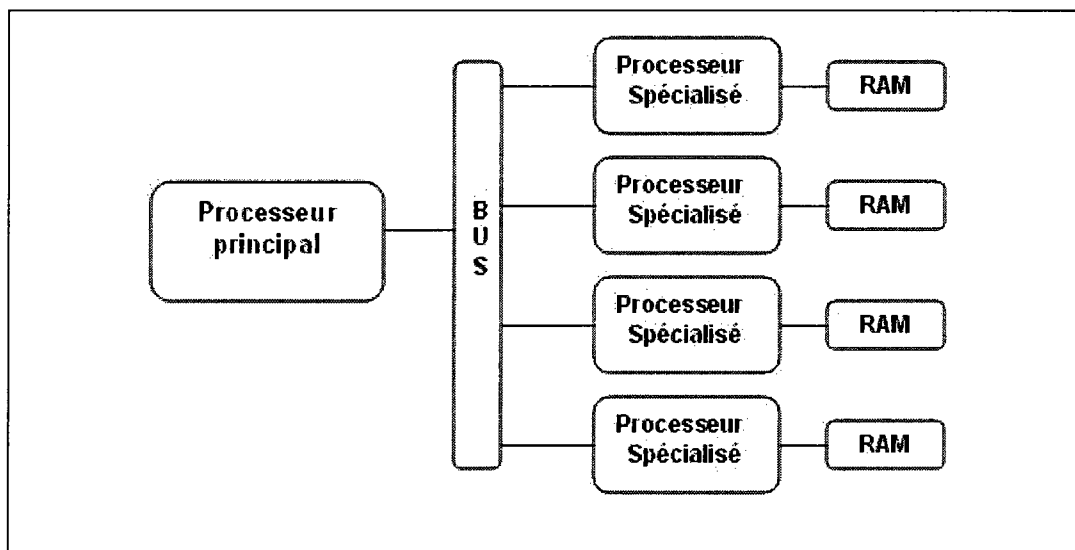 Processeur
principal
B
U
S
Processeur
Spécialisé
RAM
Processeur
Spécialisé
RAM
Processeur
Spécialisé
RAM
Processeur
Spécialisé
RAM